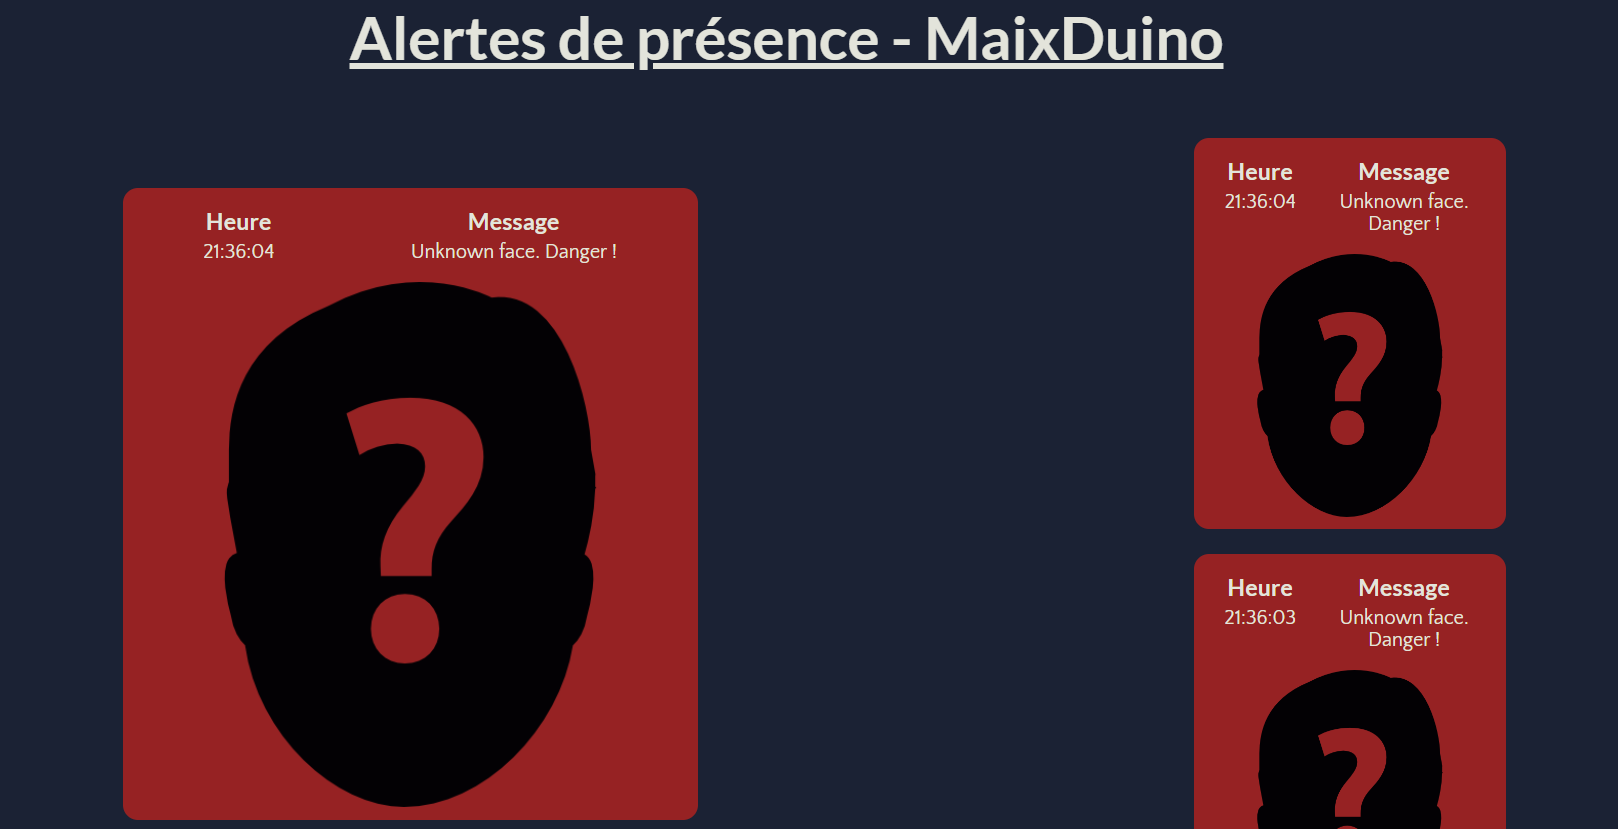 Alertes de présence - MaixDuino
Heure
Message
21:36:04
Unknown face. Danger !
?
Heure
Message
21:36:04
Unknown face.
Danger !
?
Heure
Message
21:36:03
Unknown face.
Danger !
?